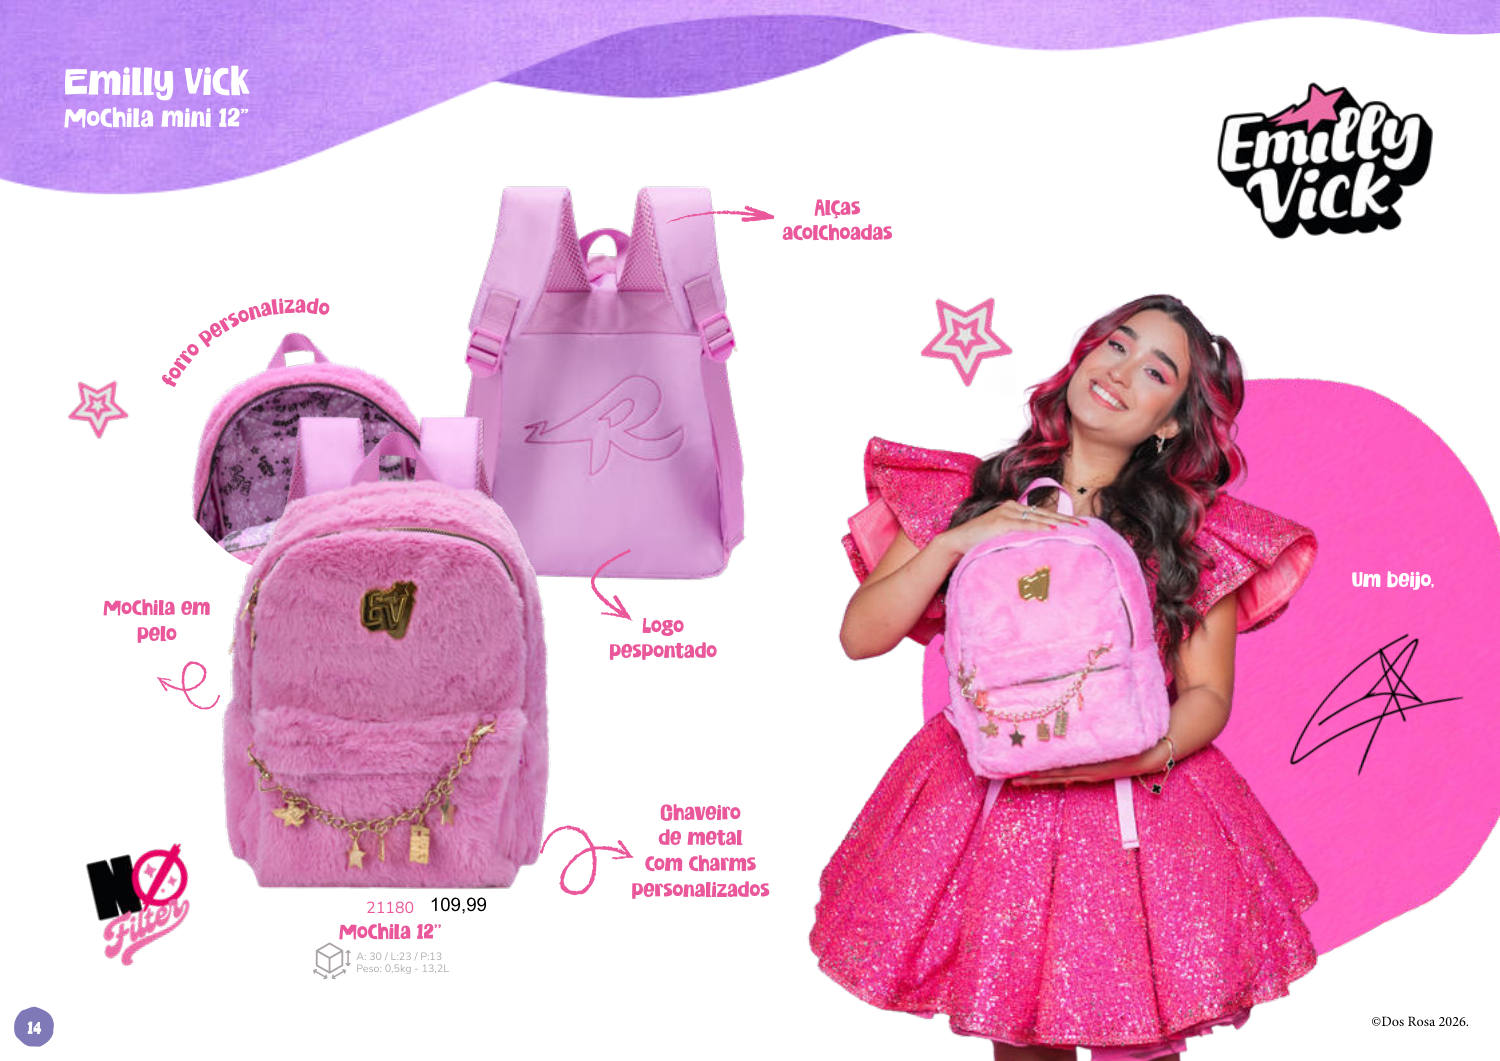 Emilly Vick
Mochila mini 12”
Emilly
Vick
Alças
acolchoadas
forro personalizado
R
EV
Mochila em
pelo
Logo
pespontado
Um beijo,
Chaveiro
de metal
com charms
personalizados
NO
Filter
21180 109,99
Mochila 12”
A: 30 / L:23 / P:13
Peso: 0,5kg - 13,2L
14
©Dos Rosa 2026.